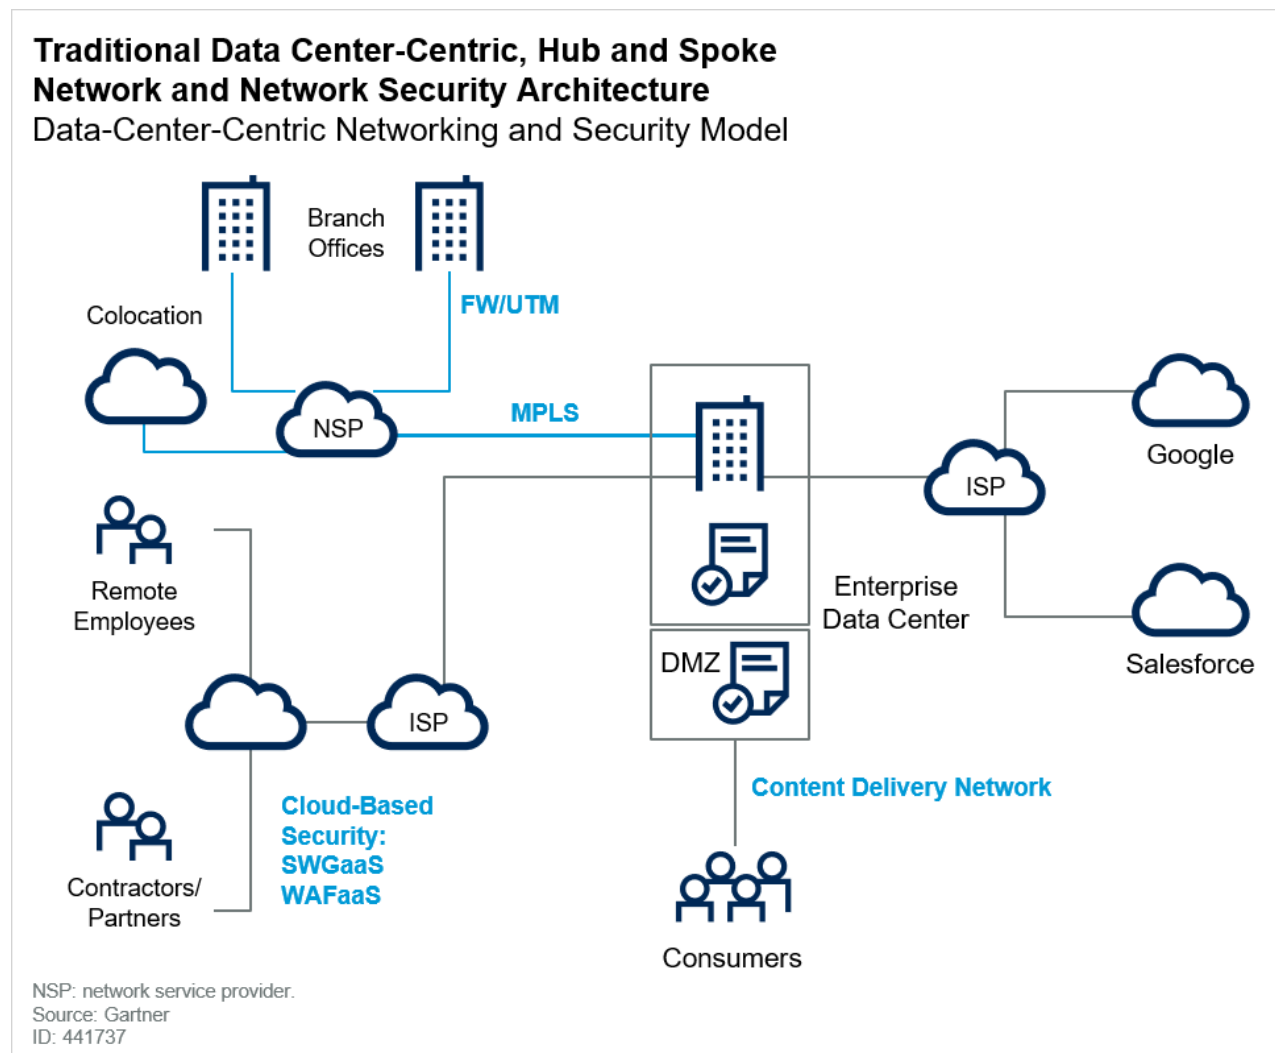 Traditional Data Center-Centric, Hub and Spoke
Network and Network Security Architecture
Data-Center-Centric Networking and Security Model
Branch
Offices
FW/UTM
Colocation
NSP
MPLS
Google
ISP
Remote
Employees
Enterprise
Data Center
DMZ
Salesforce
ISP
Cloud-Based
Security:
SWGaaS
WAFaaS
Content Delivery Network
Contractors/
Partners
Consumers
NSP: network service provider.
Source: Gartner
ID: 441737